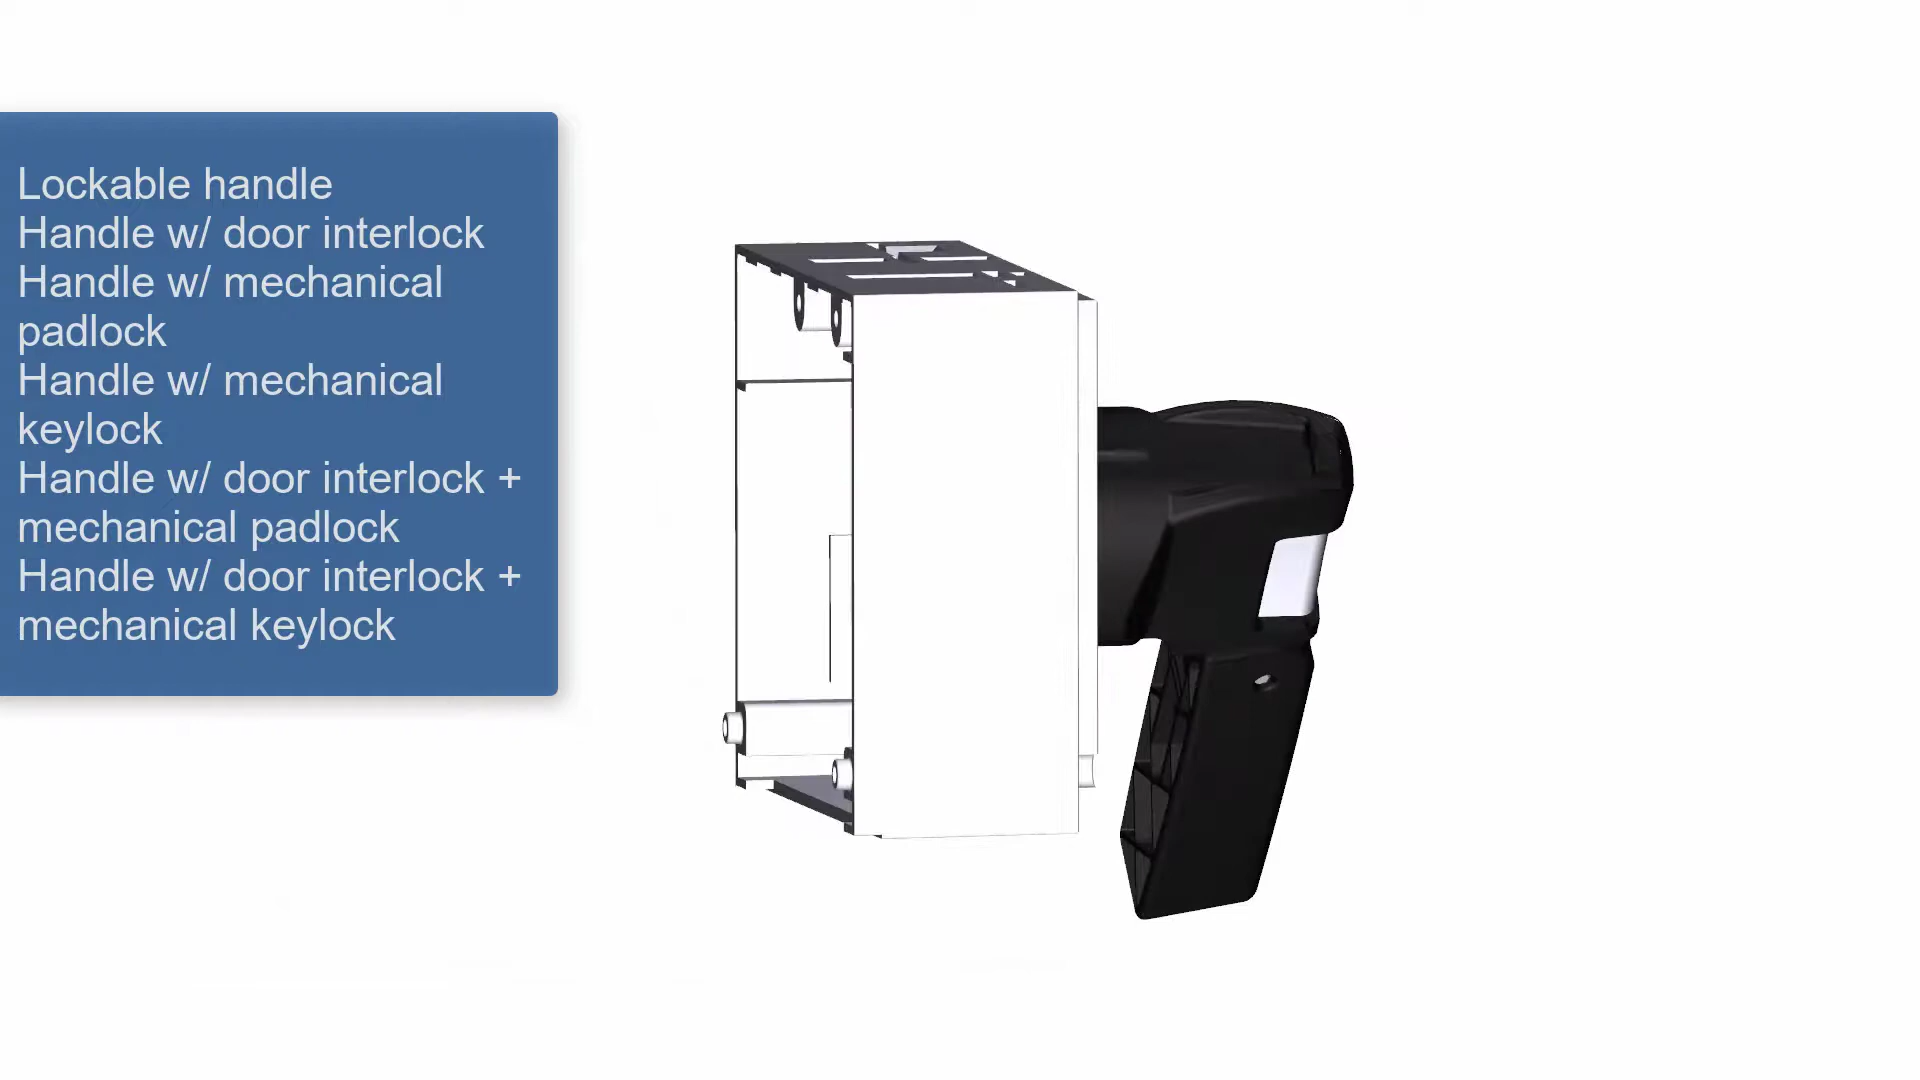 Lockable handle
Handle w/ door interlock
Handle w/ mechanical
padlock
Handle w/ mechanical
keylock
Handle w/ door interlock +
mechanical padlock
Handle w/ door interlock +
mechanical keylock